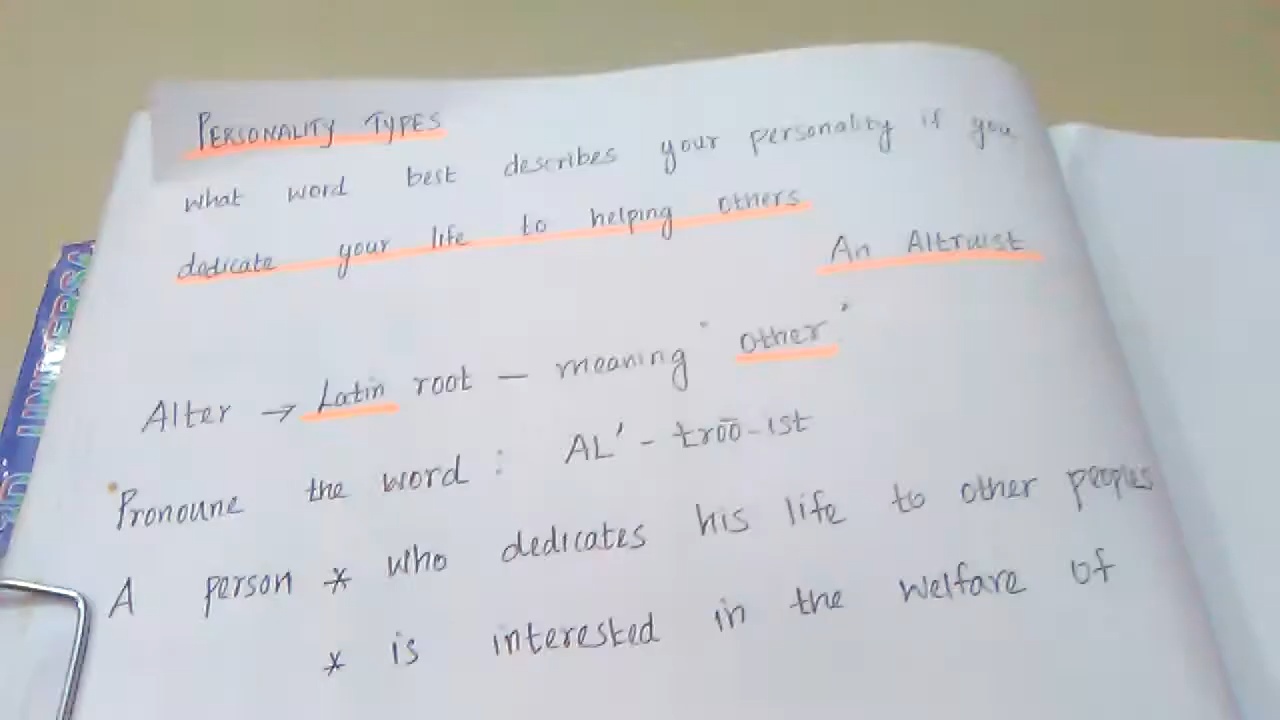 PERSONALITY TYPES
what word best describes your personality if you
dedicate your life to helping others
An Altruist
Alter → Latin root — meaning "other"
Pronoune the word : AL' - trōō-ist
A person * who dedicates his life to other peoples
* is interested in the welfare of